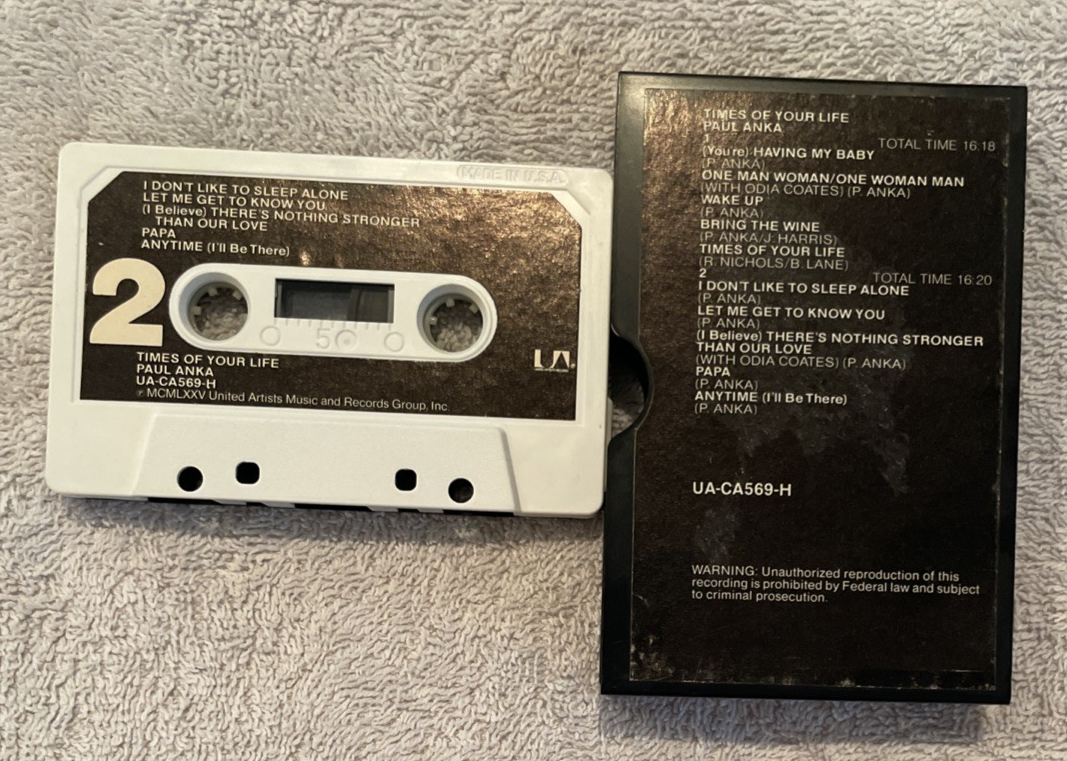 (MADE IN U.S.A.)
I DON'T LIKE TO SLEEP ALONE
LET ME GET TO KNOW YOU
(I Believe) THERE'S NOTHING STRONGER
THAN OUR LOVE
PAPA
ANYTIME (I'll Be There)
2
50
UA
TIMES OF YOUR LIFE
PAUL ANKA
UA-CA569-H
℗ MCMLXXV United Artists Music and Records Group, Inc.
TIMES OF YOUR LIFE
PAUL ANKA
1 TOTAL TIME 16:18
(You're) HAVING MY BABY
(P. ANKA)
ONE MAN WOMAN/ONE WOMAN MAN
(WITH ODIA COATES) (P. ANKA)
WAKE UP
(P. ANKA)
BRING THE WINE
(P. ANKA/J. HARRIS)
TIMES OF YOUR LIFE
(R. NICHOLS/B. LANE)
2 TOTAL TIME 16:20
I DON'T LIKE TO SLEEP ALONE
(P. ANKA)
LET ME GET TO KNOW YOU
(P. ANKA)
(I Believe) THERE'S NOTHING STRONGER
THAN OUR LOVE
(WITH ODIA COATES) (P. ANKA)
PAPA
(P. ANKA)
ANYTIME (I'll Be There)
(P. ANKA)
UA-CA569-H
WARNING: Unauthorized reproduction of this
recording is prohibited by Federal law and subject
to criminal prosecution.